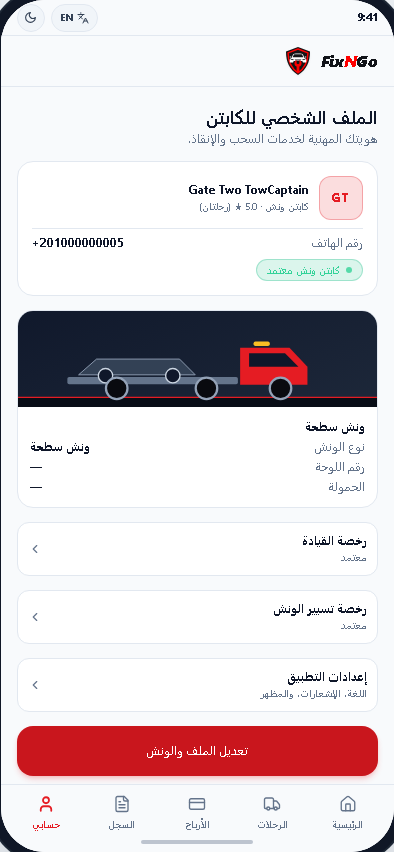 9:41
EN
FixNGo
الملف الشخصي للكابتن
هويتك المهنية لخدمات السحب والإنقاذ.
GT
Gate Two TowCaptain
كابتن ونش · 5.0 ★ (رحلتان)
رقم الهاتف +201000000005
كابتن ونش معتمد
ونش سطحة
نوع الونش ونش سطحة
رقم اللوحة —
الحمولة —
رخصة القيادة
معتمد
رخصة تسيير الونش
معتمد
إعدادات التطبيق
اللغة، الإشعارات، والمظهر
تعديل الملف والونش
الرئيسية الرحلات الأرباح السجل حسابي